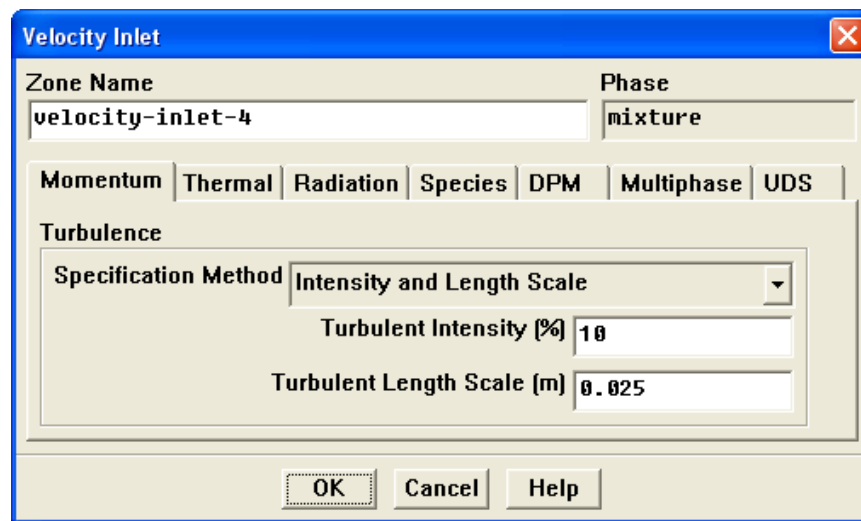 Velocity Inlet
Zone Name Phase
velocity-inlet-4 mixture
Momentum Thermal Radiation Species DPM Multiphase UDS
Turbulence
Specification Method Intensity and Length Scale
Turbulent Intensity (%) 10
Turbulent Length Scale (m) 0.025
OK Cancel Help